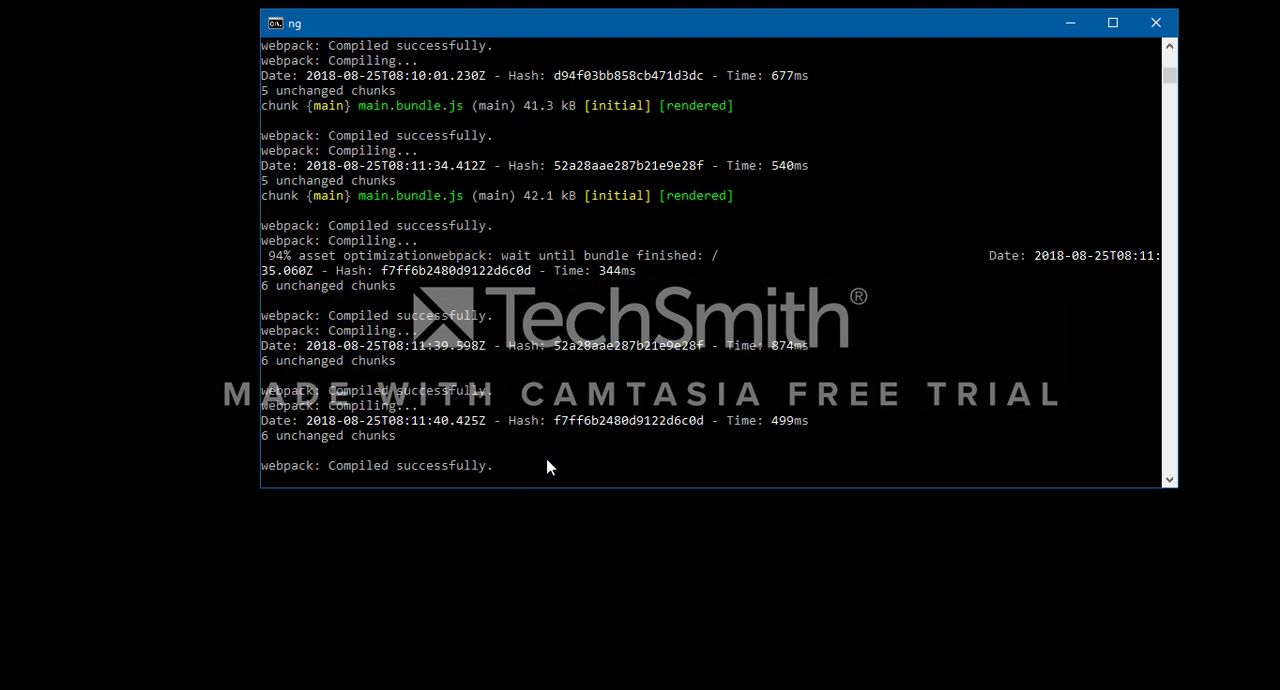 ng
webpack: Compiled successfully.
webpack: Compiling...
Date: 2018-08-25T08:10:01.230Z - Hash: d94f03bb858cb471d3dc - Time: 677ms
5 unchanged chunks
chunk {main} main.bundle.js (main) 41.3 kB [initial] [rendered]
webpack: Compiled successfully.
webpack: Compiling...
Date: 2018-08-25T08:11:34.412Z - Hash: 52a28aae287b21e9e28f - Time: 540ms
5 unchanged chunks
chunk {main} main.bundle.js (main) 42.1 kB [initial] [rendered]
webpack: Compiled successfully.
webpack: Compiling...
94% asset optimizationwebpack: wait until bundle finished: / Date: 2018-08-25T08:11:
35.060Z - Hash: f7ff6b2480d9122d6c0d - Time: 344ms
6 unchanged chunks
webpack: Compiled successfully.
webpack: Compiling...
TechSmith®
Date: 2018-08-25T08:11:39.598Z - Hash: 52a28aae287b21e9e28f - Time: 874ms
6 unchanged chunks
webpack: Compiled successfully.
MADE WITH CAMTASIA FREE TRIAL
webpack: Compiling...
Date: 2018-08-25T08:11:40.425Z - Hash: f7ff6b2480d9122d6c0d - Time: 499ms
6 unchanged chunks
webpack: Compiled successfully.